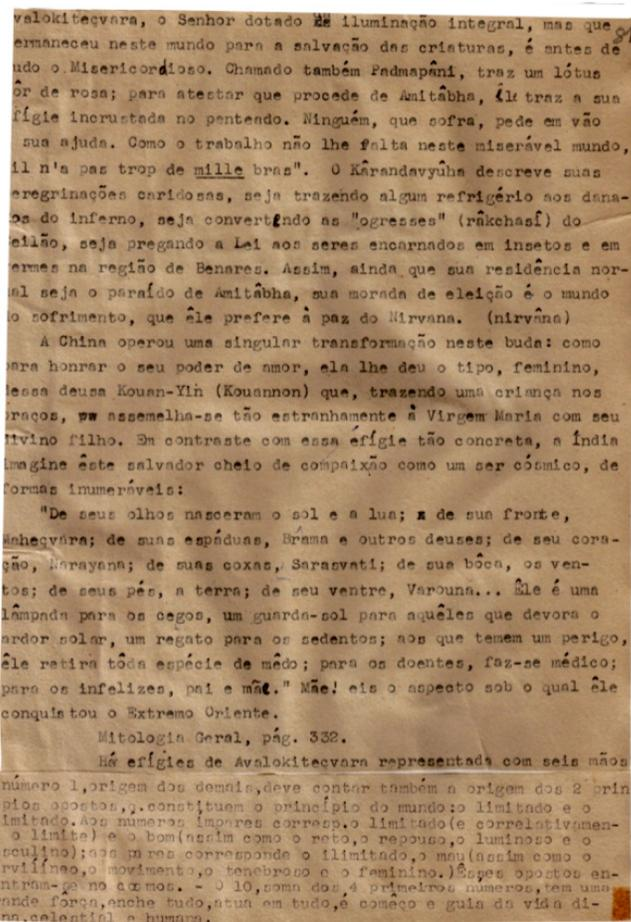 valokiteçvara, o Senhor dotado de iluminação integral, mas que
ermaneceu neste mundo para a salvação das criaturas, é antes de
udo o Misericordioso. Chamado também Padmapâni, traz um lótus
ôr de rosa; para atestar que procede de Amitâbha, êle traz a sua
fígie incrustada no penteado. Ninguém, que sofra, pede em vão
sua ajuda. Como o trabalho não lhe falta neste miserável mundo,
il n'a pas trop de mille bras". O Kârandavyûha descreve suas
eregrinações caridosas, seja trazendo algum refrigério aos dana-
os do inferno, seja convertendo as "ogresses" (râkchasî) do
eilão, seja pregando a Lei aos seres encarnados em insetos e em
ermes na região de Benares. Assim, ainda que sua residência nor-
al seja o paraído de Amitâbha, sua morada de eleição é o mundo
do sofrimento, que êle prefere à paz do Nirvana. (nirvâna)
A China operou uma singular transformação neste buda: como
para honrar o seu poder de amor, ela lhe deu o tipo, feminino,
dessa deusa Kouan-Yin (Kouannon) que, trazendo uma criança nos
braços, assemelha-se tão estranhamente à Virgem Maria com seu
divino filho. Em contraste com essa efígie tão concreta, a Índia
imagine êste salvador cheio de compaixão como um ser cósmico, de
formas inumeráveis:
"De seus olhos nasceram o sol e a lua; de sua fronte,
Maheçvara; de suas espáduas, Brama e outros deuses; de seu cora-
ção, Narayana; de suas coxas, Sarasvati; de sua bôca, os ven-
tos; de seus pés, a terra; de seu ventre, Varouna... Êle é uma
lâmpada para os cegos, um guarda-sol para aquêles que devora o
ardor solar, um regato para os sedentos; aos que temem um perigo,
êle retira tôda espécie de mêdo; para os doentes, faz-se médico;
para os infelizes, pai e mãe." Mãe! eis o aspecto sob o qual êle
conquistou o Extremo Oriente.
Mitologia Geral, pág. 332.
Há efígies de Avalokiteçvara representada com seis mãos
número 1,origem dos demais,deve contar também a origem dos 2 prin
pios opostos, constituem o princípio do mundo:o limitado e o
imitado.Aos números impares corresp.o limitado(e correlativamen-
o limite) e o bom(assim como o reto,o repouso,o luminoso e o
sculino);aos pares corresponde o ilimitado,o mau(assim como o
rvilíneo,o movimento,o tenebroso e o feminino.)Êsses opostos en-
tram-se no cosmos. - O 10,soma dos 4 primeiros números,tem uma
ande força,enche tudo,atua em tudo,é começo e guia da vida di-
na,celestial e humana.